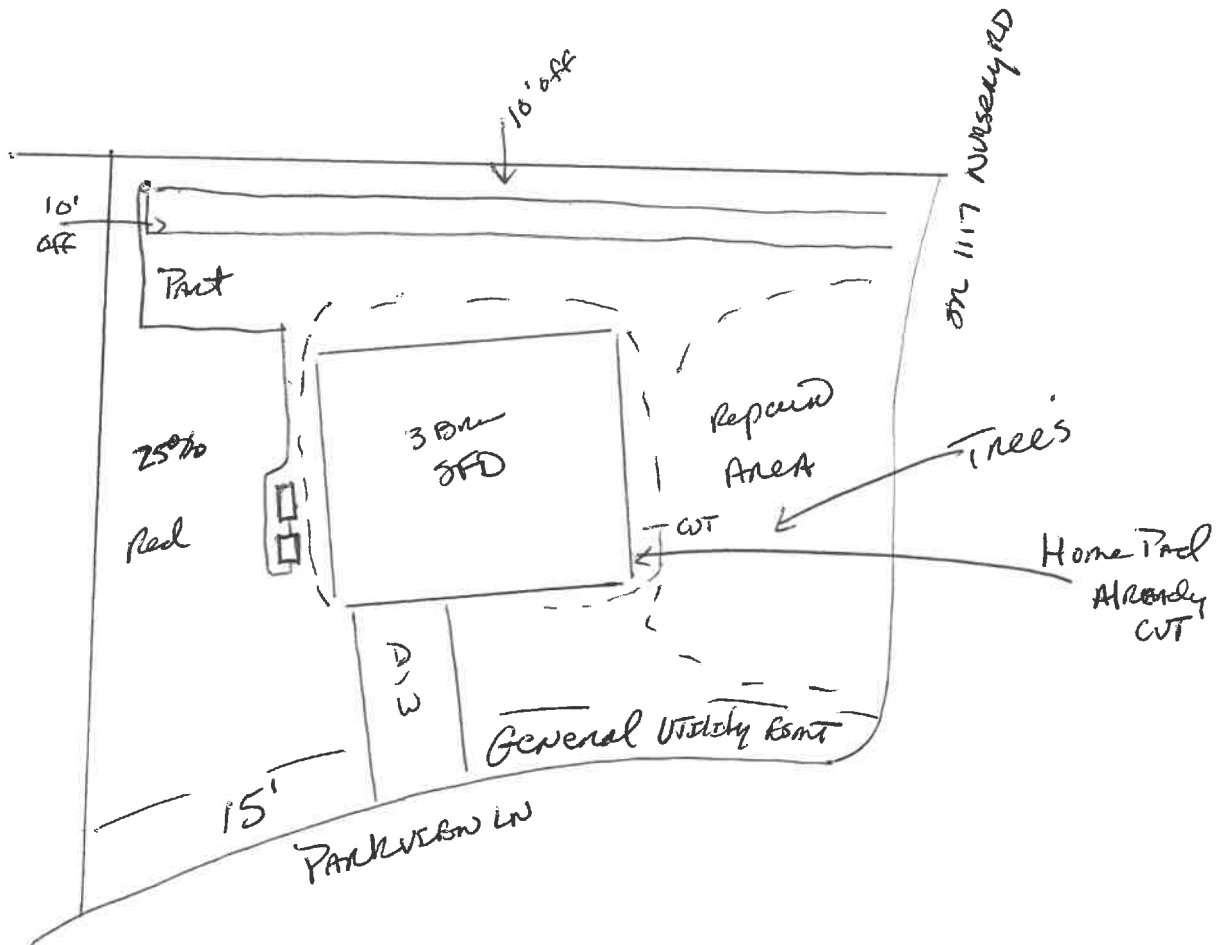 10' off
SR 1117 Nursery RD
10'
off
Part
3 Brm
SFD
25%
Red
Repair
Area
Trees
CUT
Home Pad
Already
CUT
D-W
General Utility Esmt
15'
Parkview LN